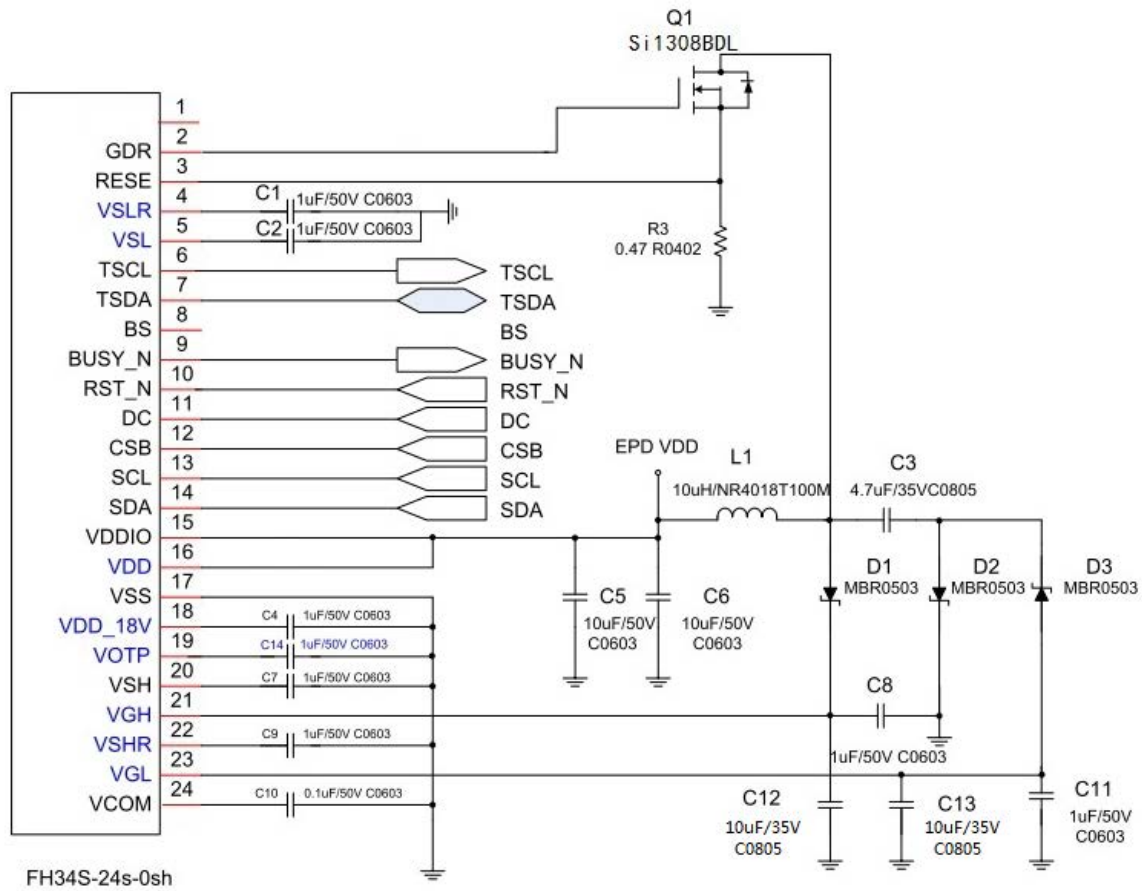 Q1
Si1308BDL
1
2
GDR
3
RESE
4
VSLR
C1
1uF/50V C0603
5
VSL
C2
1uF/50V C0603
6
TSCL
TSCL
7
TSDA
TSDA
8
BS
BS
9
BUSY_N
BUSY_N
10
RST_N
RST_N
11
DC
DC
12
CSB
CSB
13
SCL
SCL
14
SDA
SDA
15
VDDIO
16
VDD
17
VSS
18
VDD_18V
C4
1uF/50V C0603
19
VOTP
C14
1uF/50V C0603
20
VSH
C7
1uF/50V C0603
21
VGH
22
VSHR
C9
1uF/50V C0603
23
VGL
24
VCOM
C10
0.1uF/50V C0603
FH34S-24s-0sh
R3
0.47 R0402
EPD VDD
L1
10uH/NR4018T100M
C3
4.7uF/35VC0805
D1
MBR0503
D2
MBR0503
D3
MBR0503
C5
10uF/50V
C0603
C6
10uF/50V
C0603
C8
1uF/50V C0603
C12
10uF/35V
C0805
C13
10uF/35V
C0805
C11
1uF/50V
C0603